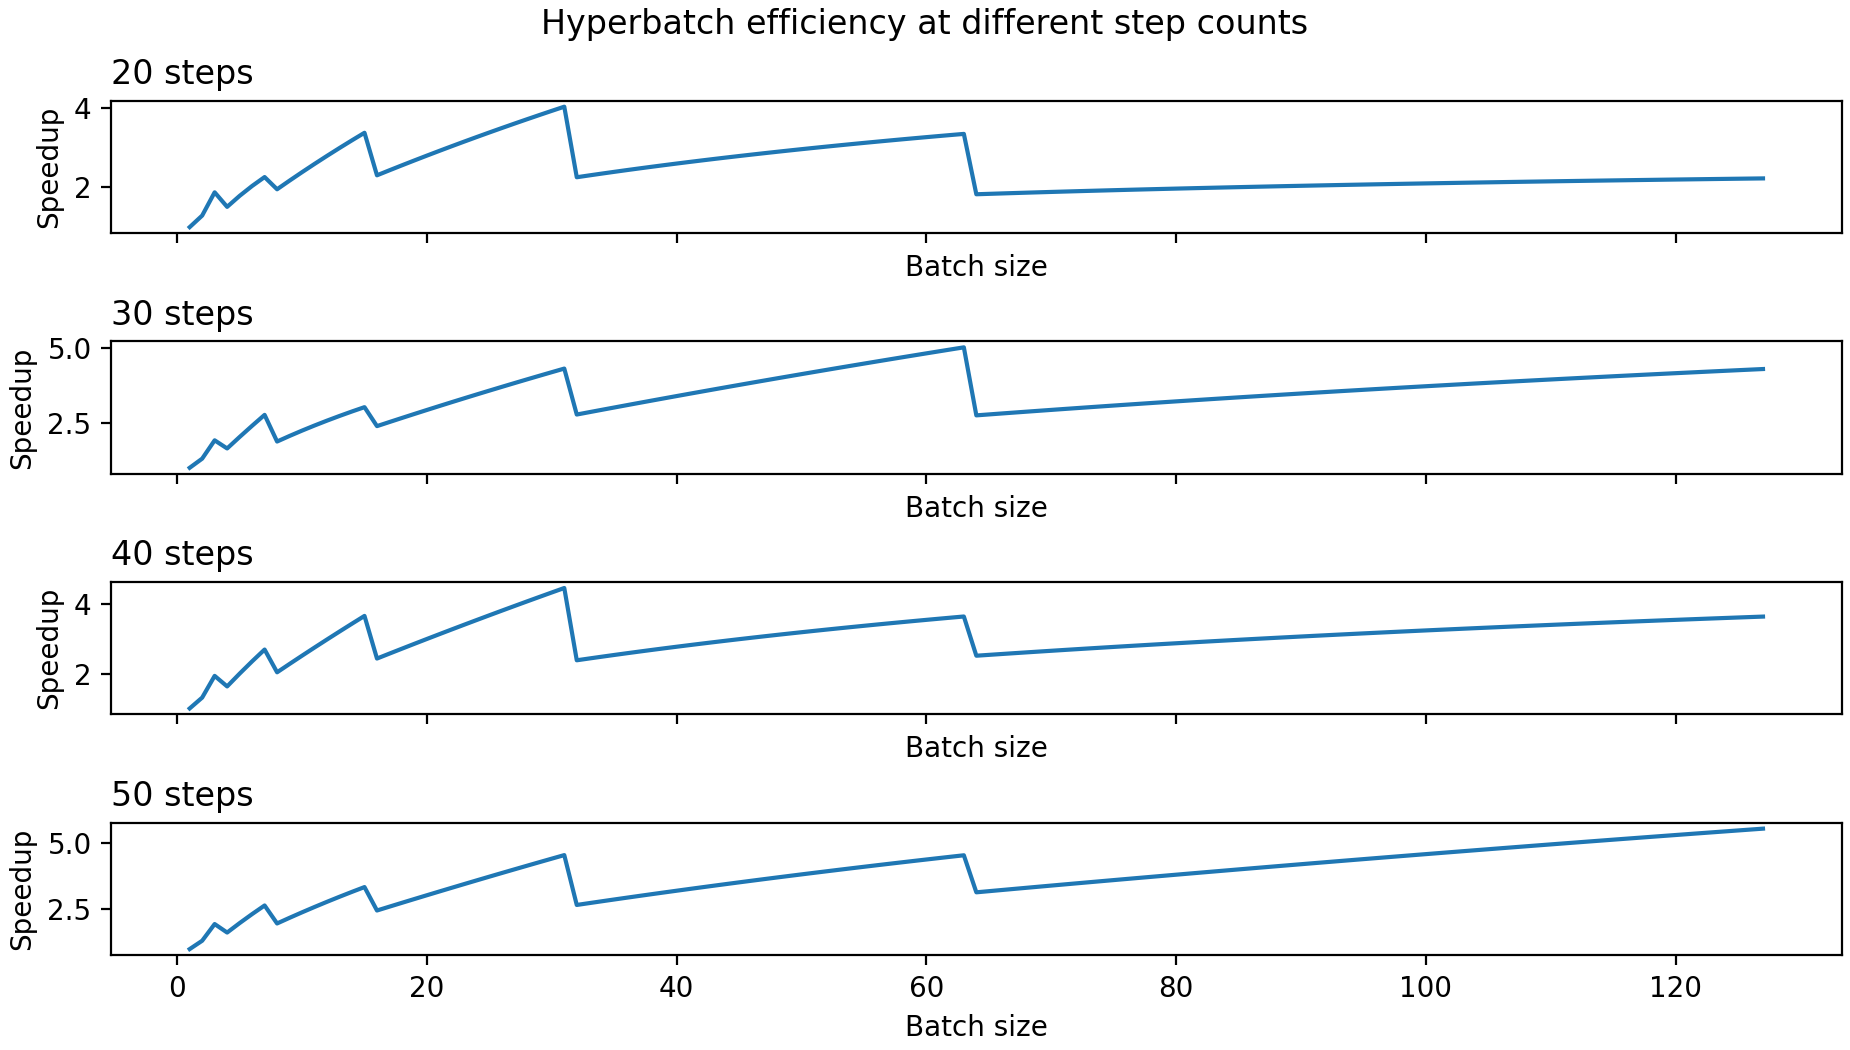 Hyperbatch efficiency at different step counts
20 steps
Speedup
4
2
Batch size
30 steps
Speedup
5.0
2.5
Batch size
40 steps
Speedup
4
2
Batch size
50 steps
Speedup
5.0
2.5
0 20 40 60 80 100 120
Batch size